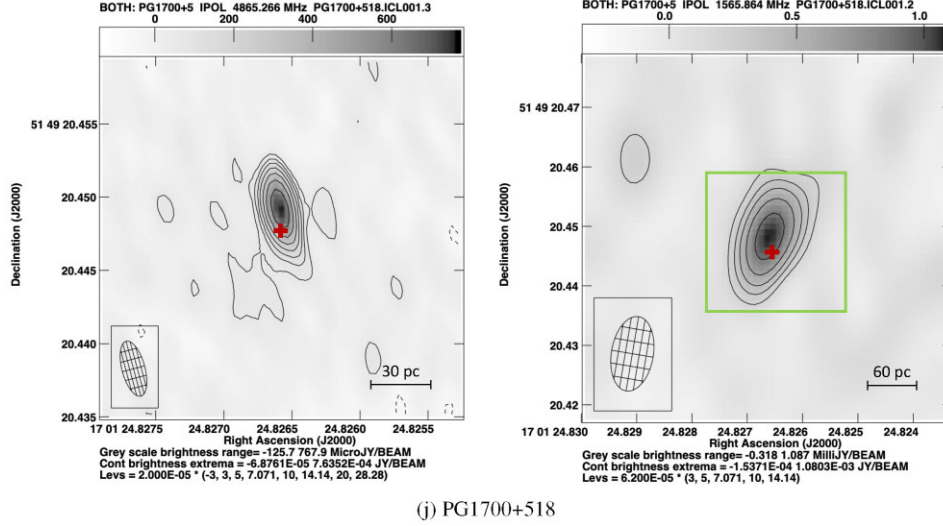 BOTH: PG1700+5 IPOL 4865.266 MHz PG1700+518.ICL001.3
0 200 400 600
51 49 20.455
20.450
20.445
20.440
20.435
Declination (J2000)
30 pc
17 01 24.8275 24.8270 24.8265 24.8260 24.8255
Right Ascension (J2000)
Grey scale brightness range= -125.7 767.9 MicroJY/BEAM
Cont brightness extrema = -6.8761E-05 7.6352E-04 JY/BEAM
Levs = 2.000E-05 * (-3, 3, 5, 7.071, 10, 14.14, 20, 28.28)
BOTH: PG1700+5 IPOL 1565.864 MHz PG1700+518.ICL001.2
0.0 0.5 1.0
51 49 20.47
20.46
20.45
20.44
20.43
20.42
Declination (J2000)
60 pc
17 01 24.830 24.829 24.828 24.827 24.826 24.825 24.824
Right Ascension (J2000)
Grey scale brightness range= -0.318 1.087 MilliJY/BEAM
Cont brightness extrema = -1.5371E-04 1.0803E-03 JY/BEAM
Levs = 6.200E-05 * (3, 5, 7.071, 10, 14.14)
(j) PG1700+518